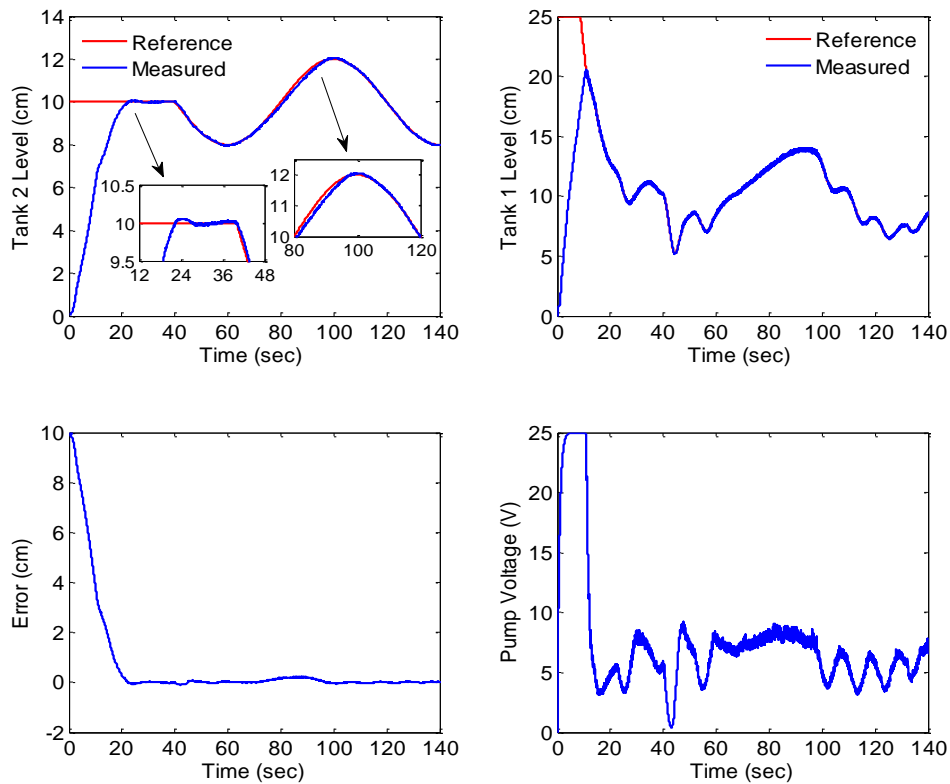 14
12
10
8
6
4
2
0
Tank 2 Level (cm)
Reference
Measured
10.5
10
9.5
12 24 36 48
12
11
10
80 100 120
0 20 40 60 80 100 120 140
Time (sec)
25
20
15
10
5
0
Tank 1 Level (cm)
Reference
Measured
0 20 40 60 80 100 120 140
Time (sec)
10
8
6
4
2
0
-2
Error (cm)
0 20 40 60 80 100 120 140
Time (sec)
25
20
15
10
5
0
Pump Voltage (V)
0 20 40 60 80 100 120 140
Time (sec)